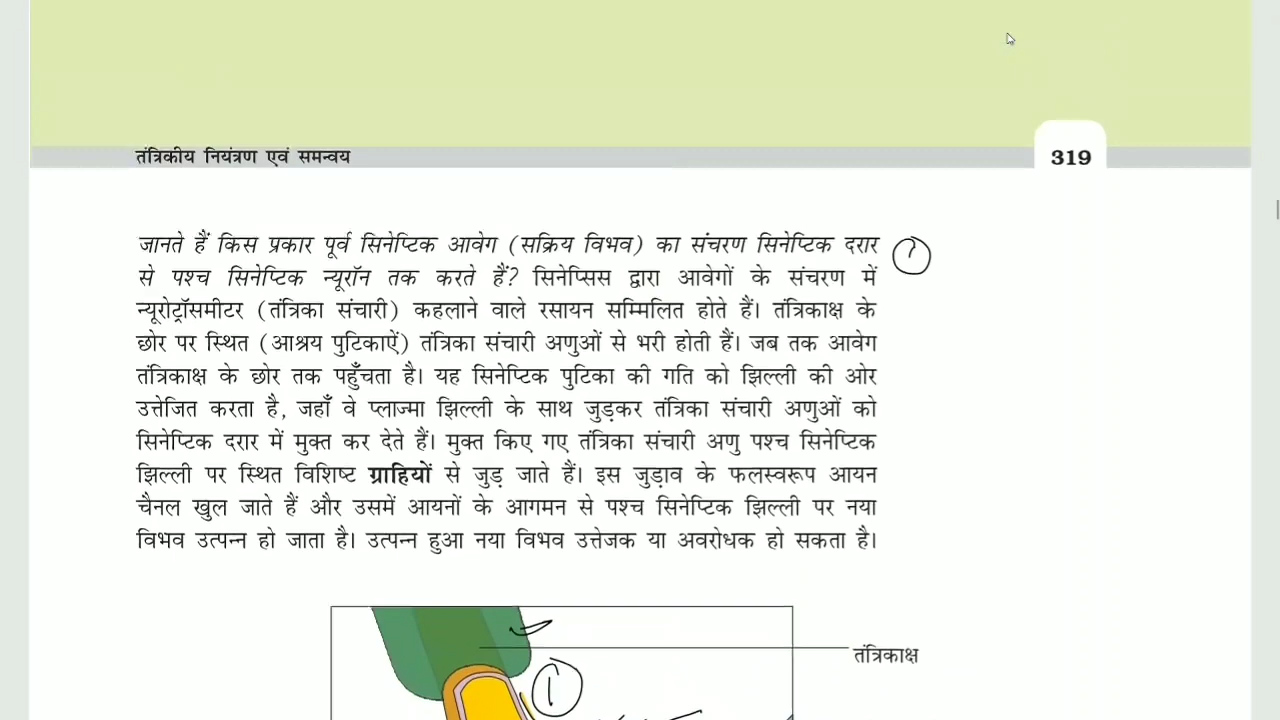 तंत्रिकीय नियंत्रण एवं समन्वय
319
जानते हैं किस प्रकार पूर्व सिनेप्टिक आवेग (सक्रिय विभव) का संचरण सिनेप्टिक दरार
से पश्च सिनेप्टिक न्यूरॉन तक करते हैं? सिनेप्सिस द्वारा आवेगों के संचरण में
न्यूरोट्रॉसमीटर (तंत्रिका संचारी) कहलाने वाले रसायन सम्मिलित होते हैं। तंत्रिकाक्ष के
छोर पर स्थित (आश्रय पुटिकाऐं) तंत्रिका संचारी अणुओं से भरी होती हैं। जब तक आवेग
तंत्रिकाक्ष के छोर तक पहुँचता है। यह सिनेप्टिक पुटिका की गति को झिल्ली की ओर
उत्तेजित करता है, जहाँ वे प्लाज्मा झिल्ली के साथ जुड़कर तंत्रिका संचारी अणुओं को
सिनेप्टिक दरार में मुक्त कर देते हैं। मुक्त किए गए तंत्रिका संचारी अणु पश्च सिनेप्टिक
झिल्ली पर स्थित विशिष्ट ग्राहियों से जुड़ जाते हैं। इस जुड़ाव के फलस्वरूप आयन
चैनल खुल जाते हैं और उसमें आयनों के आगमन से पश्च सिनेप्टिक झिल्ली पर नया
विभव उत्पन्न हो जाता है। उत्पन्न हुआ नया विभव उत्तेजक या अवरोधक हो सकता है।
तंत्रिकाक्ष
1